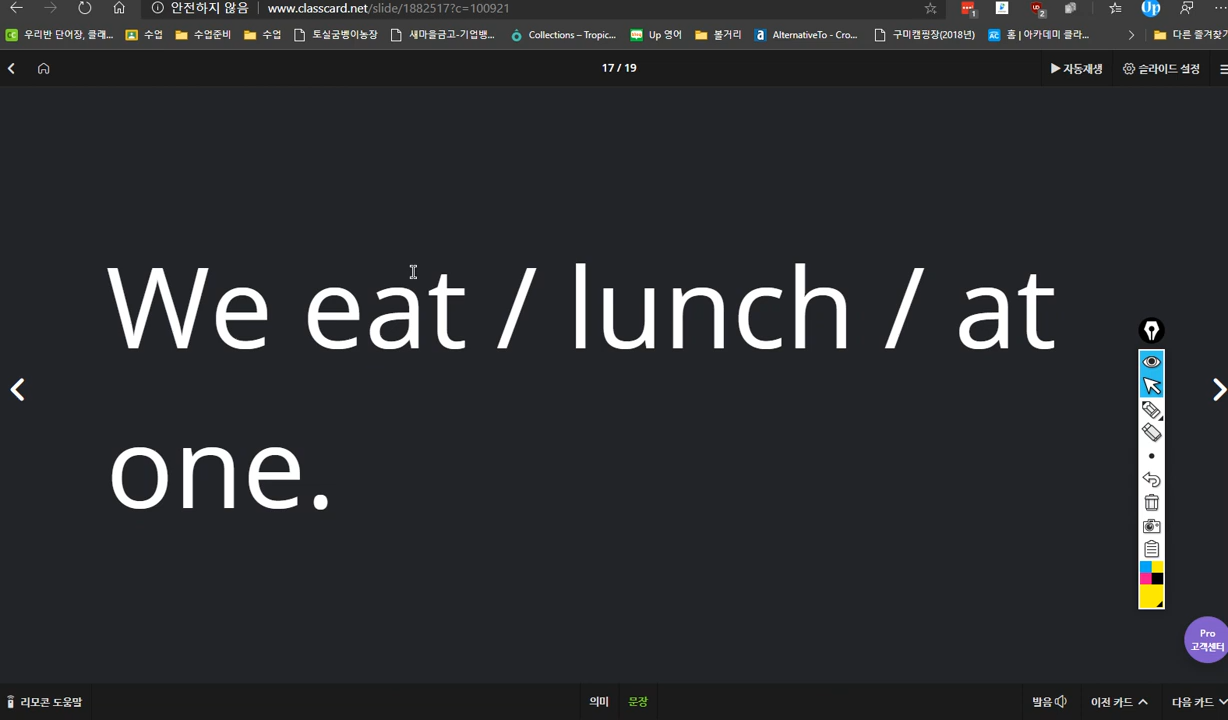 안전하지 않음 www.classcard.net/slide/1882517?c=100921
우리반 단어장, 클래... 수업 수업준비 수업 토실굼벵이농장 새마을금고-기업뱅... Collections – Tropic... Up 영어 볼거리 AlternativeTo - Cro... 구미캠핑장(2018년) 홈 | 아카데미 클라... 다른 즐겨찾기
17 / 19 자동재생 슬라이드 설정
We eat / lunch / at
one.
Pro
고객센터
리모콘 도움말 의미 문장 발음 이전 카드 다음 카드